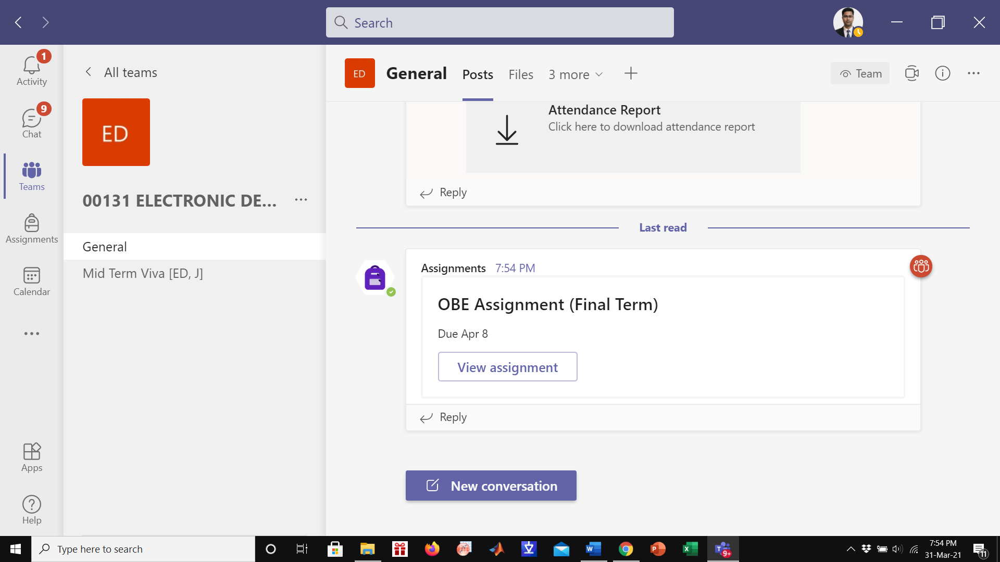 Search
1
Activity
9
Chat
Teams
Assignments
Calendar
Apps
Help
All teams
ED
00131 ELECTRONIC DE...
General
Mid Term Viva [ED, J]
ED
General
Posts
Files
3 more
Team
Attendance Report
Click here to download attendance report
Reply
Last read
Assignments 7:54 PM
OBE Assignment (Final Term)
Due Apr 8
View assignment
Reply
New conversation
Type here to search
W
P
X
T
9+
7:54 PM
31-Mar-21
11